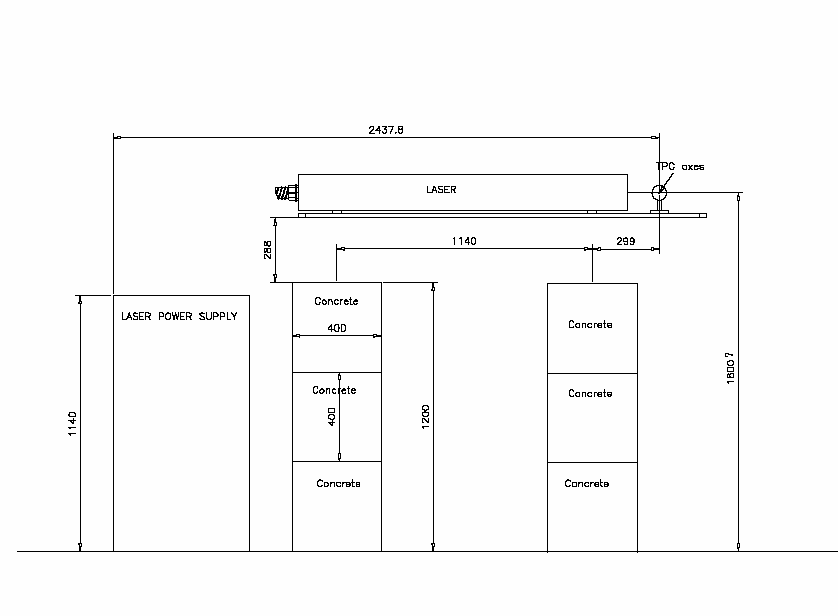 2437.8
TPC axes
LASER
1140
299
288
Concrete
LASER POWER SUPPLY
400
Concrete
Concrete
Concrete
400
1140
1200
1600?
Concrete
Concrete